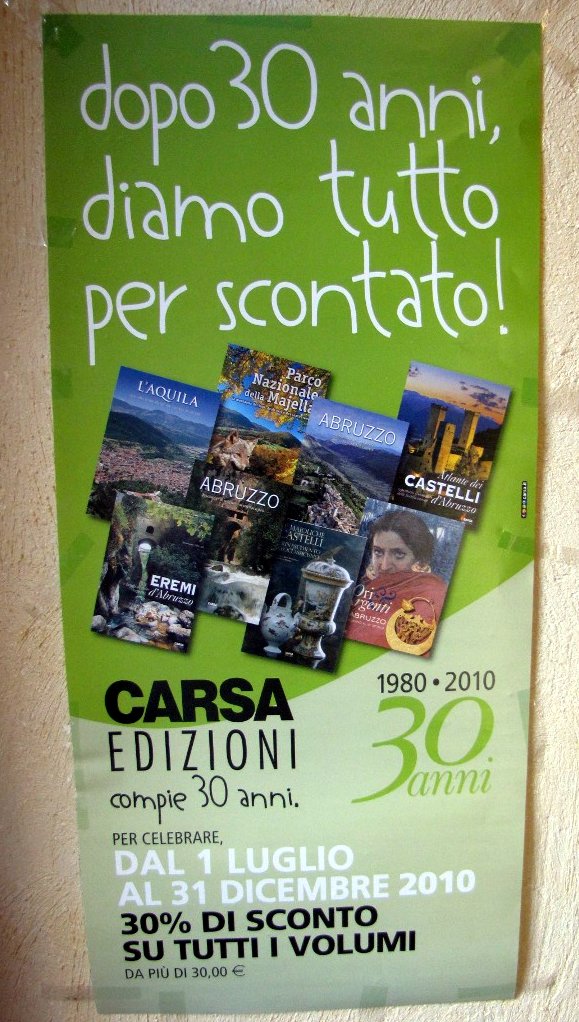 dopo 30 anni,
diamo tutto
per scontato!
L'AQUILA
Parco
Nazionale
della Majella
ABRUZZO
Atlante dei
CASTELLI
d'Abruzzo
ABRUZZO
EREMI
d'Abruzzo
MAIOLICHE
CASTELLI
Ori
Argenti
ABRUZZO
CARSA
EDIZIONI
compie 30 anni.
1980 • 2010
30
anni
PER CELEBRARE,
DAL 1 LUGLIO
AL 31 DICEMBRE 2010
30% DI SCONTO
SU TUTTI I VOLUMI
DA PIÙ DI 30,00 €